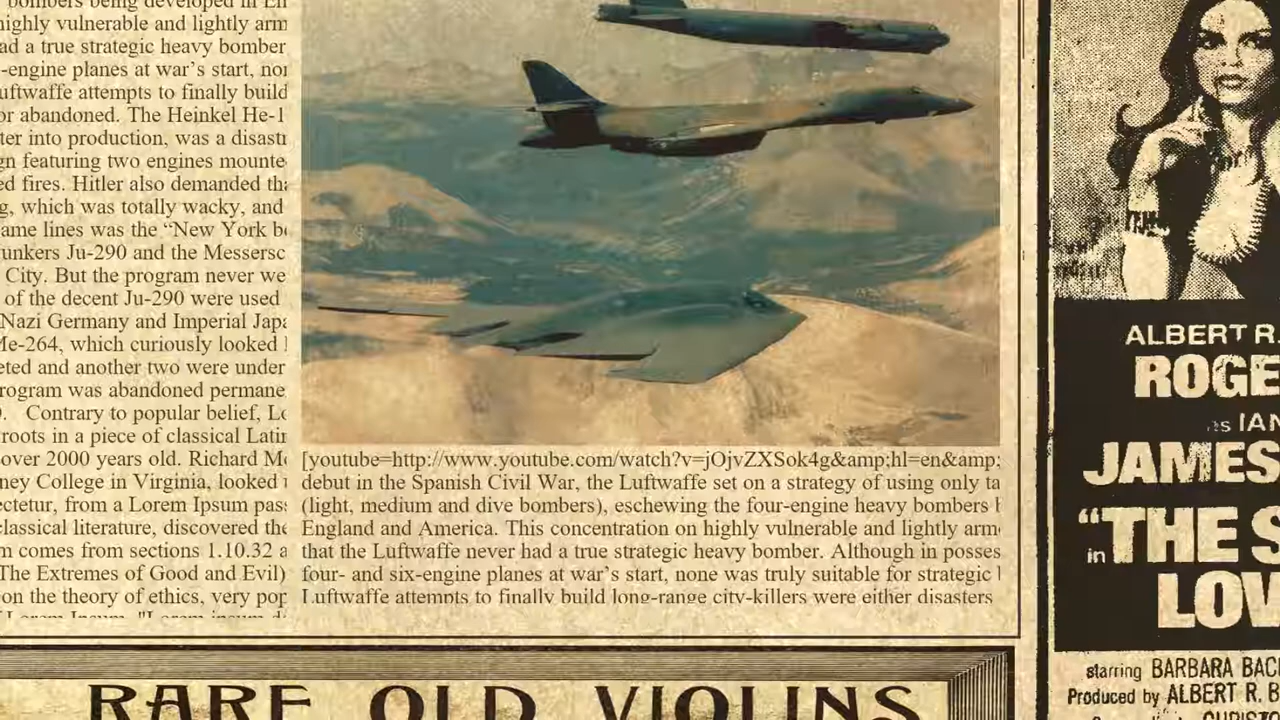 bombers being developed in En
highly vulnerable and lightly arm
ad a true strategic heavy bomber
-engine planes at war's start, nor
uftwaffe attempts to finally build
or abandoned. The Heinkel He-1
ter into production, was a disast
gn featuring two engines mounte
ed fires. Hitler also demanded tha
g, which was totally wacky, and
ame lines was the “New York b
unkers Ju-290 and the Messersc
City. But the program never we
of the decent Ju-290 were used
Nazi Germany and Imperial Japa
Me-264, which curiously looked
eted and another two were under
rogram was abandoned permane
). Contrary to popular belief, Lo
roots in a piece of classical Latin
over 2000 years old. Richard Mc
ney College in Virginia, looked
ectetur, from a Lorem Ipsum pass
classical literature, discovered the
m comes from sections 1.10.32 a
The Extremes of Good and Evil)
on the theory of ethics, very pop
Lorem Ipsum, "Lorem ipsum d
[youtube=http://www.youtube.com/watch?v=jOjvZXSok4g&amp;hl=en&amp;
debut in the Spanish Civil War, the Luftwaffe set on a strategy of using only ta
(light, medium and dive bombers), eschewing the four-engine heavy bombers b
England and America. This concentration on highly vulnerable and lightly arm
that the Luftwaffe never had a true strategic heavy bomber. Although in posses
four- and six-engine planes at war's start, none was truly suitable for strategic
Luftwaffe attempts to finally build long-range city-killers were either disasters
RARE OLD VIOLINS
ALBERT R.
ROGE
as IAN
JAMES
in “THE S
LOV
starring BARBARA BAC
Produced by ALBERT R. B
CHRISTO